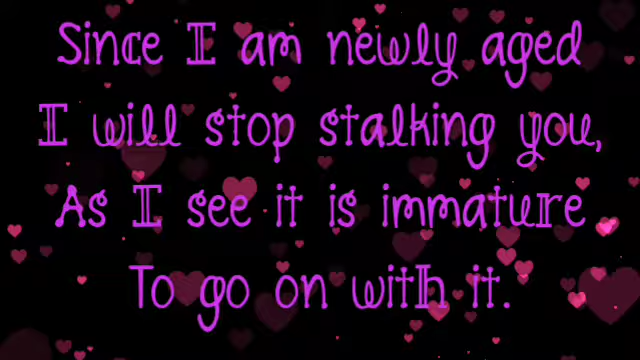 Since I am newly aged
I will stop stalking you,
As I see it is immature
To go on with it.